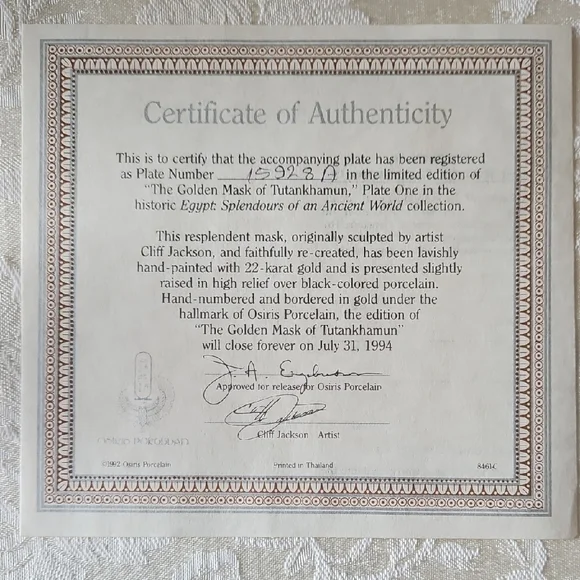 Certificate of Authenticity
This is to certify that the accompanying plate has been registered
as Plate Number 15928A in the limited edition of
"The Golden Mask of Tutankhamun," Plate One in the
historic Egypt: Splendours of an Ancient World collection.
This resplendent mask, originally sculpted by artist
Cliff Jackson, and faithfully re-created, has been lavishly
hand-painted with 22-karat gold and is presented slightly
raised in high relief over black-colored porcelain.
Hand-numbered and bordered in gold under the
hallmark of Osiris Porcelain, the edition of
"The Golden Mask of Tutankhamun"
will close forever on July 31, 1994
J. A.
Approved for release for Osiris Porcelain
Cliff Jackson
Cliff Jackson Artist
OSIRIS PORCELAIN
©1992 Osiris Porcelain
Printed in Thailand
8461C